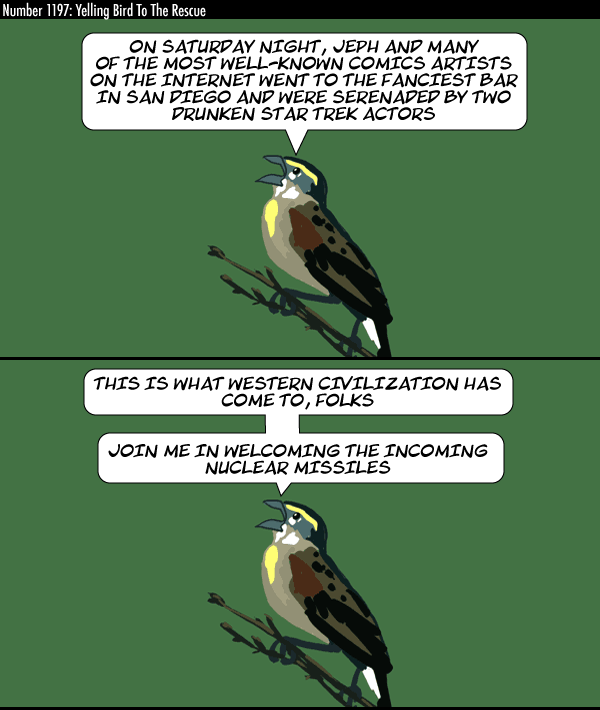 Number 1197: Yelling Bird To The Rescue
ON SATURDAY NIGHT, JEPH AND MANY
OF THE MOST WELL-KNOWN COMICS ARTISTS
ON THE INTERNET WENT TO THE FANCIEST BAR
IN SAN DIEGO AND WERE SERENADED BY TWO
DRUNKEN STAR TREK ACTORS
THIS IS WHAT WESTERN CIVILIZATION HAS
COME TO, FOLKS
JOIN ME IN WELCOMING THE INCOMING
NUCLEAR MISSILES